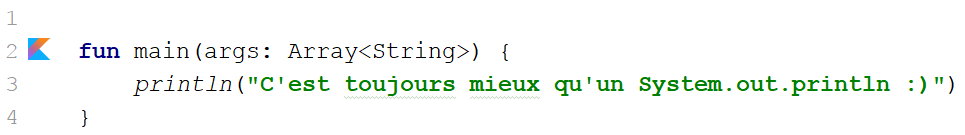 1
2 fun main(args: Array<String>) {
3 println("C'est toujours mieux qu'un System.out.println :)")
4 }